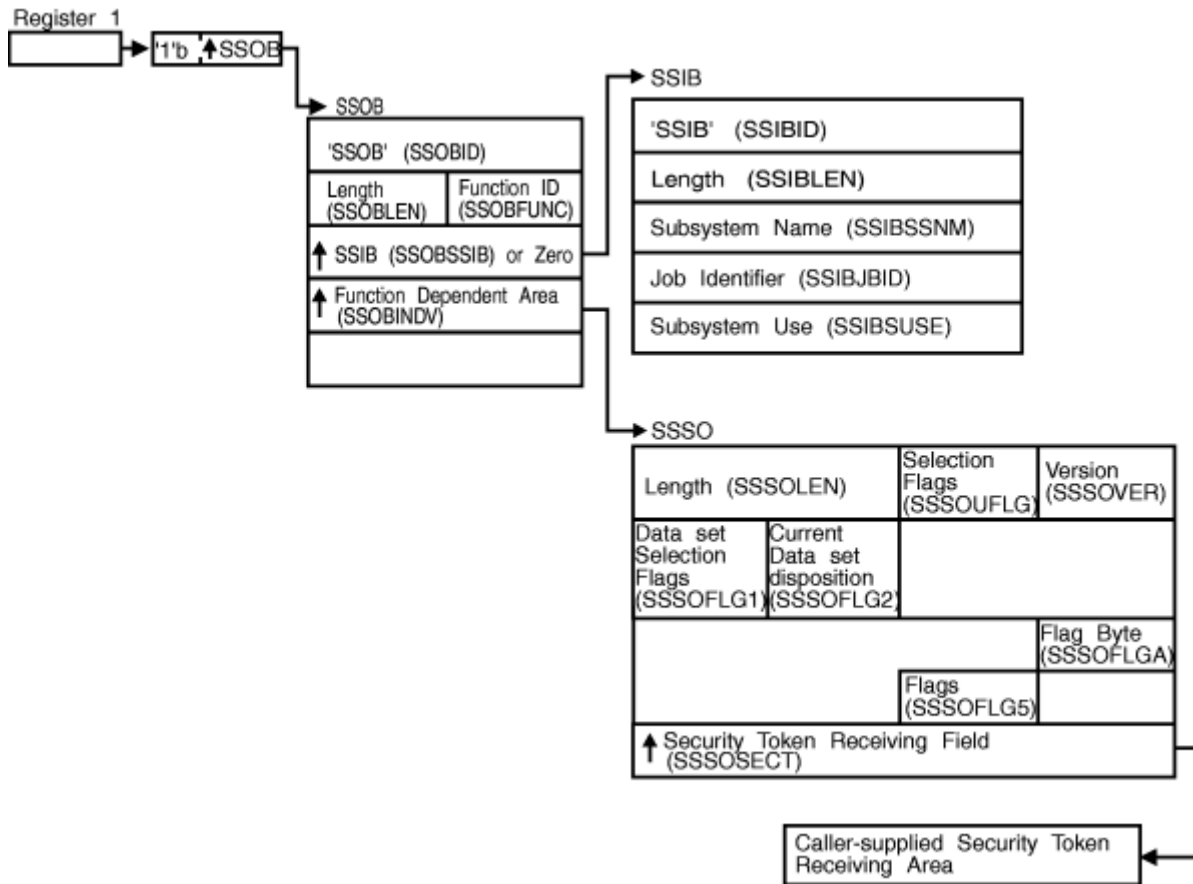 Register 1
'1'b ↑SSOB
SSOB
'SSOB' (SSOBID)
Length
(SSOBLEN)
Function ID
(SSOBFUNC)
↑ SSIB (SSOBSSIB) or Zero
↑ Function Dependent Area
(SSOBINDV)
SSIB
'SSIB' (SSIBID)
Length (SSIBLEN)
Subsystem Name (SSIBSSNM)
Job Identifier (SSIBJBID)
Subsystem Use (SSIBSUSE)
SSSO
Length (SSSOLEN)
Selection
Flags
(SSSOUFLG)
Version
(SSSOVER)
Data set
Selection
Flags
(SSSOFLG1)
Current
Data set
disposition
(SSSOFLG2)
Flag Byte
(SSSOFLGA)
Flags
(SSSOFLG5)
↑ Security Token Receiving Field
(SSSOSECT)
Caller-supplied Security Token
Receiving Area